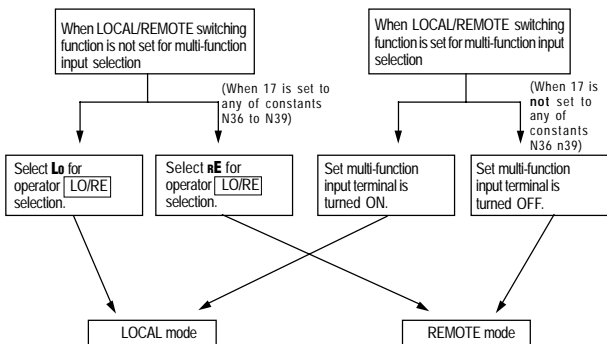 When LOCAL/REMOTE switching
function is not set for multi-function
input selection
When LOCAL/REMOTE switching
function is set for multi-function input
selection
(When 17 is set to
any of constants
N36 to N39)
(When 17 is
not set to
any of
constants
N36 n39)
Select Lo for
operator LO/RE
selection.
Select RE for
operator LO/RE
selection.
Set multi-function
input terminal is
turned ON.
Set multi-function
input terminal is
turned OFF.
LOCAL mode
REMOTE mode